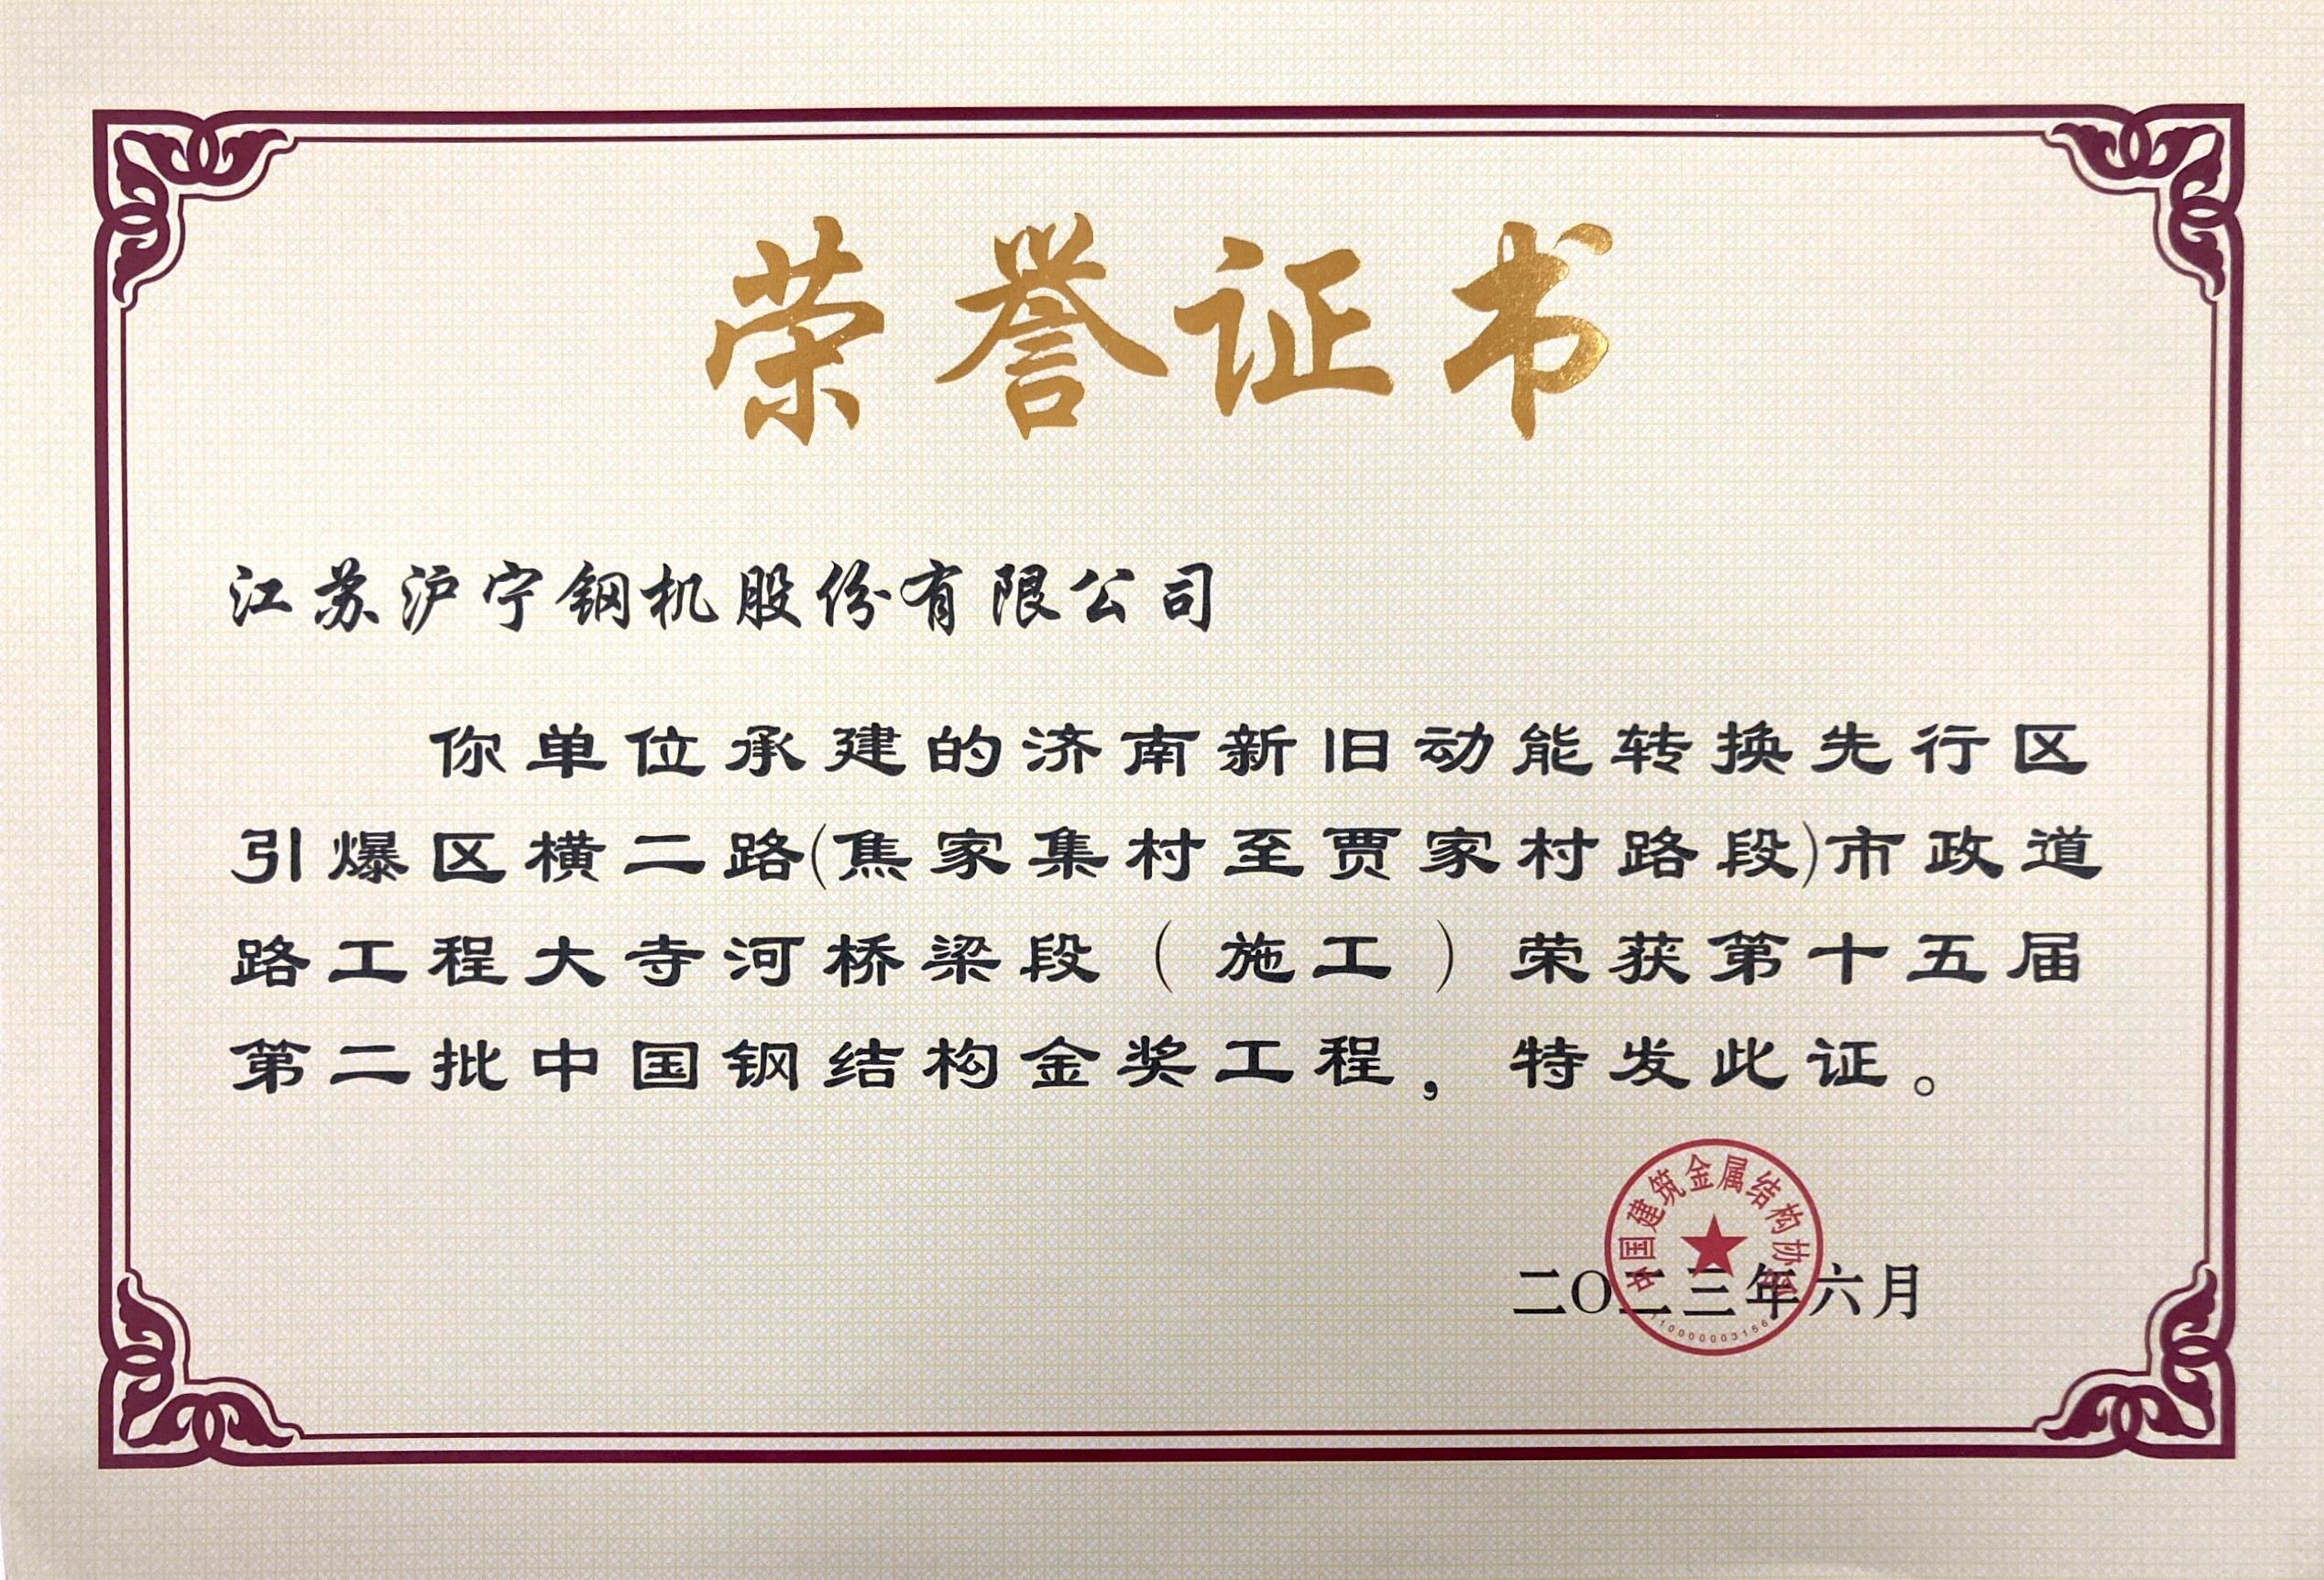 荣誉证书
江苏沪宁钢机股份有限公司
你单位承建的济南新旧动能转换先行区
引爆区横二路(焦家集村至贾家村路段)市政道
路工程大寺河桥梁段（施工）荣获第十五届
第二批中国钢结构金奖工程，特发此证。
中国建筑金属结构协会
二〇二三年六月